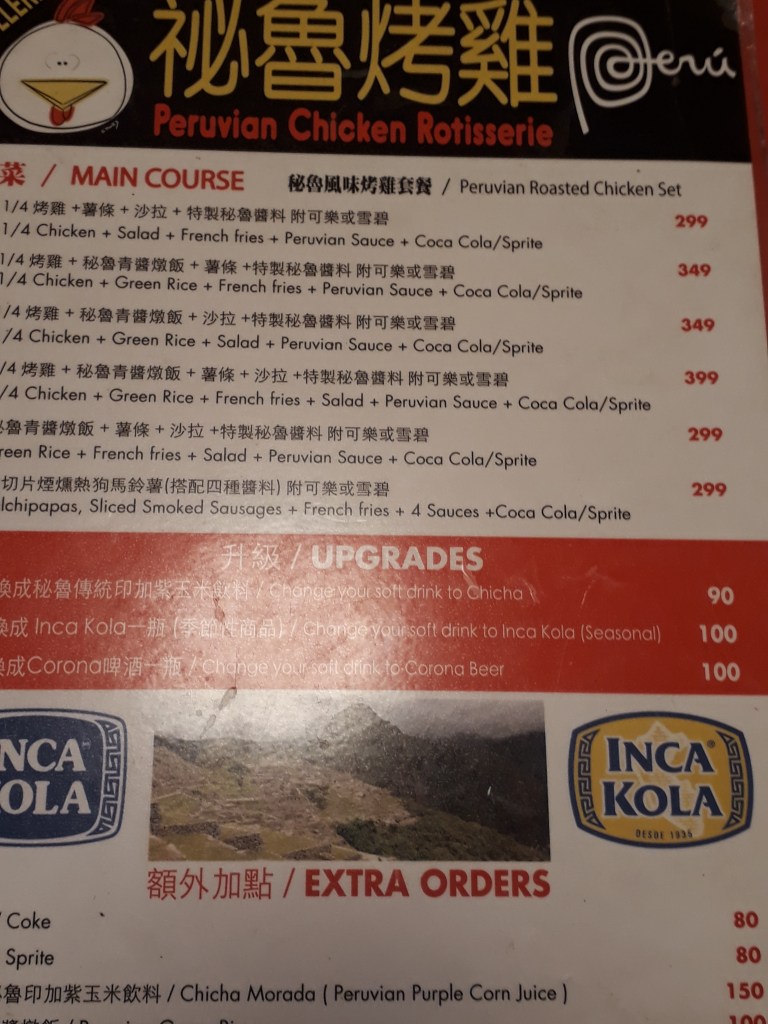 祕魯烤雞
Perú
Peruvian Chicken Rotisserie
菜 / MAIN COURSE 秘魯風味烤雞套餐 / Peruvian Roasted Chicken Set
1/4 烤雞 +薯條 + 沙拉 + 特製秘魯醬料 附可樂或雪碧 299
1/4 Chicken + Salad + French fries + Peruvian Sauce + Coca Cola/Sprite
1/4 烤雞 + 秘魯青醬燉飯 + 薯條 +特製秘魯醬料 附可樂或雪碧 349
1/4 Chicken + Green Rice + French fries + Peruvian Sauce + Coca Cola/Sprite
/4 烤雞 + 秘魯青醬燉飯 + 沙拉 +特製秘魯醬料 附可樂或雪碧 349
/4 Chicken + Green Rice + Salad + Peruvian Sauce + Coca Cola/Sprite
/4 烤雞 + 秘魯青醬燉飯 + 薯條 + 沙拉 +特製秘魯醬料 附可樂或雪碧 399
/4 Chicken + Green Rice + French fries + Salad + Peruvian Sauce + Coca Cola/Sprite
魯青醬燉飯 + 薯條 + 沙拉 +特製秘魯醬料 附可樂或雪碧 299
reen Rice + French fries + Salad + Peruvian Sauce + Coca Cola/Sprite
切片煙燻熱狗馬鈴薯(搭配四種醬料) 附可樂或雪碧 299
lchipapas, Sliced Smoked Sausages + French fries + 4 Sauces +Coca Cola/Sprite
升級 / UPGRADES
換成秘魯傳統印加紫玉米飲料 / Change your soft drink to Chicha 90
換成 Inca Kola一瓶 (季節性商品) / Change your soft drink to Inca Kola (Seasonal) 100
換成Corona啤酒一瓶 / Change your soft drink to Corona Beer 100
NCA
OLA
INCA
KOLA
DESDE 1935
額外加點 / EXTRA ORDERS
/ Coke 80
Sprite 80
魯印加紫玉米飲料 / Chicha Morada ( Peruvian Purple Corn Juice ) 150
100